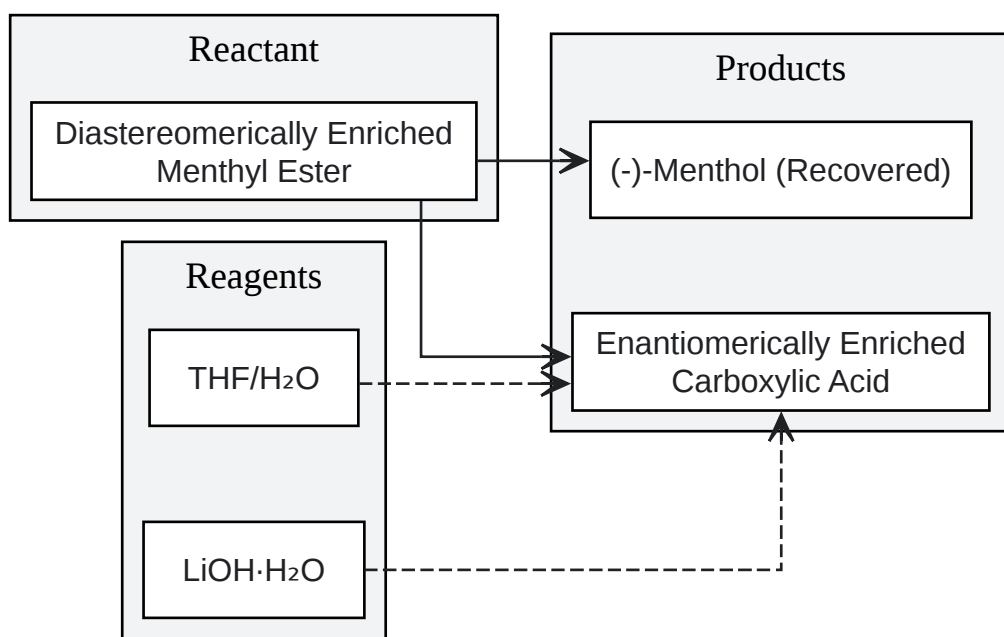 Reactant
Diastereomerically Enriched
Menthyl Ester
Products
(-)-Menthol (Recovered)
Enantiomerically Enriched
Carboxylic Acid
Reagents
THF/H₂O
LiOH·H₂O